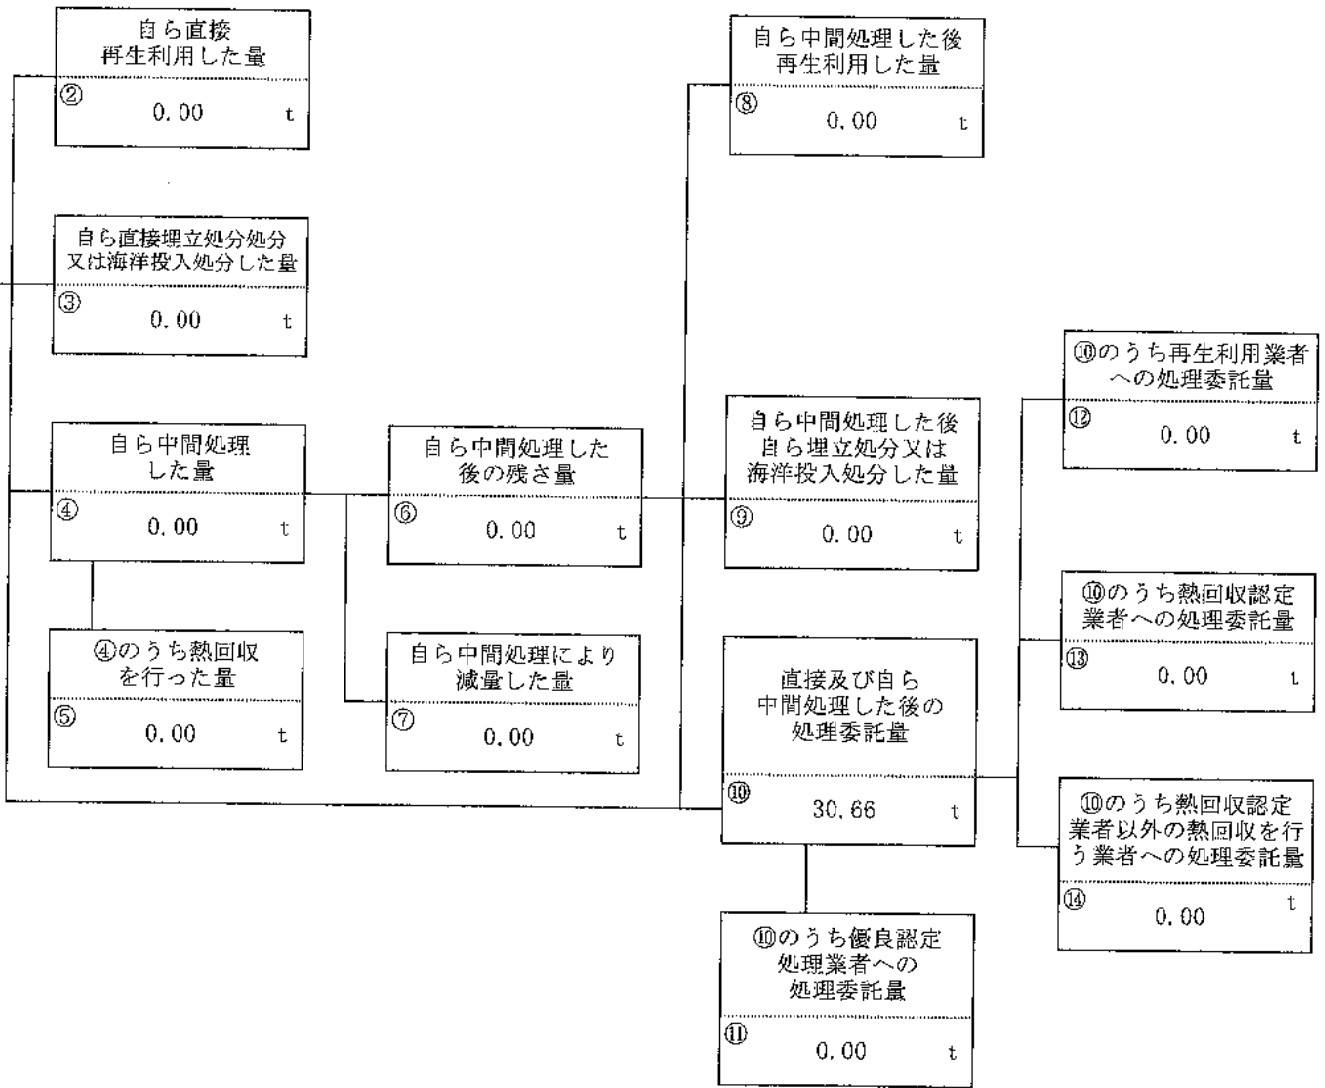 自ら直接
再生利用した量
②
0.00 t
自ら直接埋立処分処分
又は海洋投入処分した量
③
0.00 t
自ら中間処理
した量
④
0.00 t
④のうち熱回収
を行った量
⑤
0.00 t
自ら中間処理した
後の残さ量
⑥
0.00 t
自ら中間処理により
減量した量
⑦
0.00 t
自ら中間処理した後
再生利用した量
⑧
0.00 t
自ら中間処理した後
自ら埋立処分又は
海洋投入処分した量
⑨
0.00 t
直接及び自ら
中間処理した後の
処理委託量
⑩
30.66 t
⑩のうち優良認定
処理業者への
処理委託量
⑪
0.00 t
⑩のうち再生利用業者
への処理委託量
⑫
0.00 t
⑩のうち熱回収認定
業者への処理委託量
⑬
0.00 t
⑩のうち熱回収認定
業者以外の熱回収を行
う業者への処理委託量
⑭
0.00 t